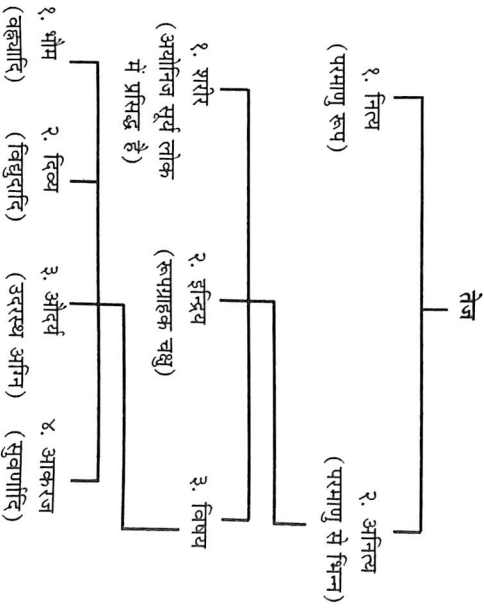 तेज
१. नित्य
(परमाणु रूप)
२. अनित्य
(परमाणु से भिन्न)
१. शरीर
(अयोनिज सूर्य लोक
में प्रसिद्ध है)
२. इन्द्रिय
(रूपग्राहक चक्षु)
३. विषय
१. भौम
(वह्न्यादि)
२. दिव्य
(विद्युदादि)
३. औदर्य
(उदरस्थ अग्नि)
४. आकरज
(सुवर्णादि)